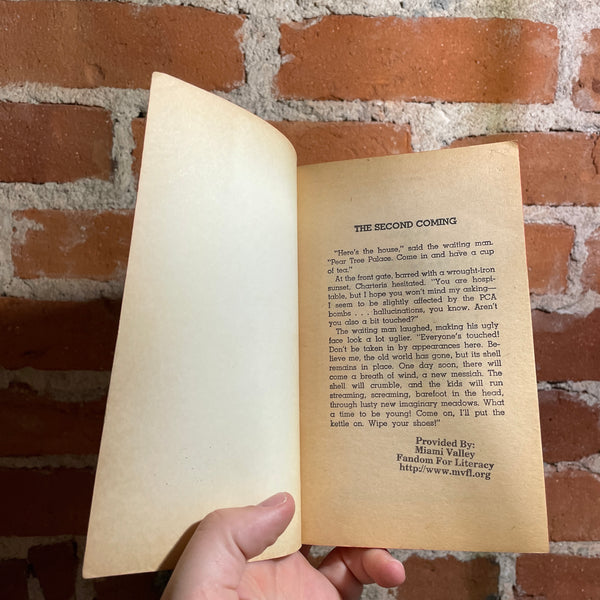 THE SECOND COMING
"Here's the house," said the waiting man.
"Pear Tree Palace. Come in and have a cup
of tea."
At the front gate, barred with a wrought-iron
sunset, Charteris hesitated. "You are hospi-
table, but I hope you won't mind my asking—
I seem to be slightly affected by the PCA
bombs . . . hallucinations, you know. Aren't
you also a bit touched?"
The waiting man laughed, making his ugly
face look a lot uglier. "Everyone's touched!
Don't be taken in by appearances here. Be-
lieve me, the old world has gone, but its shell
remains in place. One day soon, there will
come a breath of wind, a new messiah. The
shell will crumble, and the kids will run
streaming, screaming, barefoot in the head,
through lusty new imaginary meadows. What
a time to be young! Come on, I'll put the
kettle on. Wipe your shoes!"
Provided By:
Miami Valley
Fandom For Literacy
http://www.mvfl.org